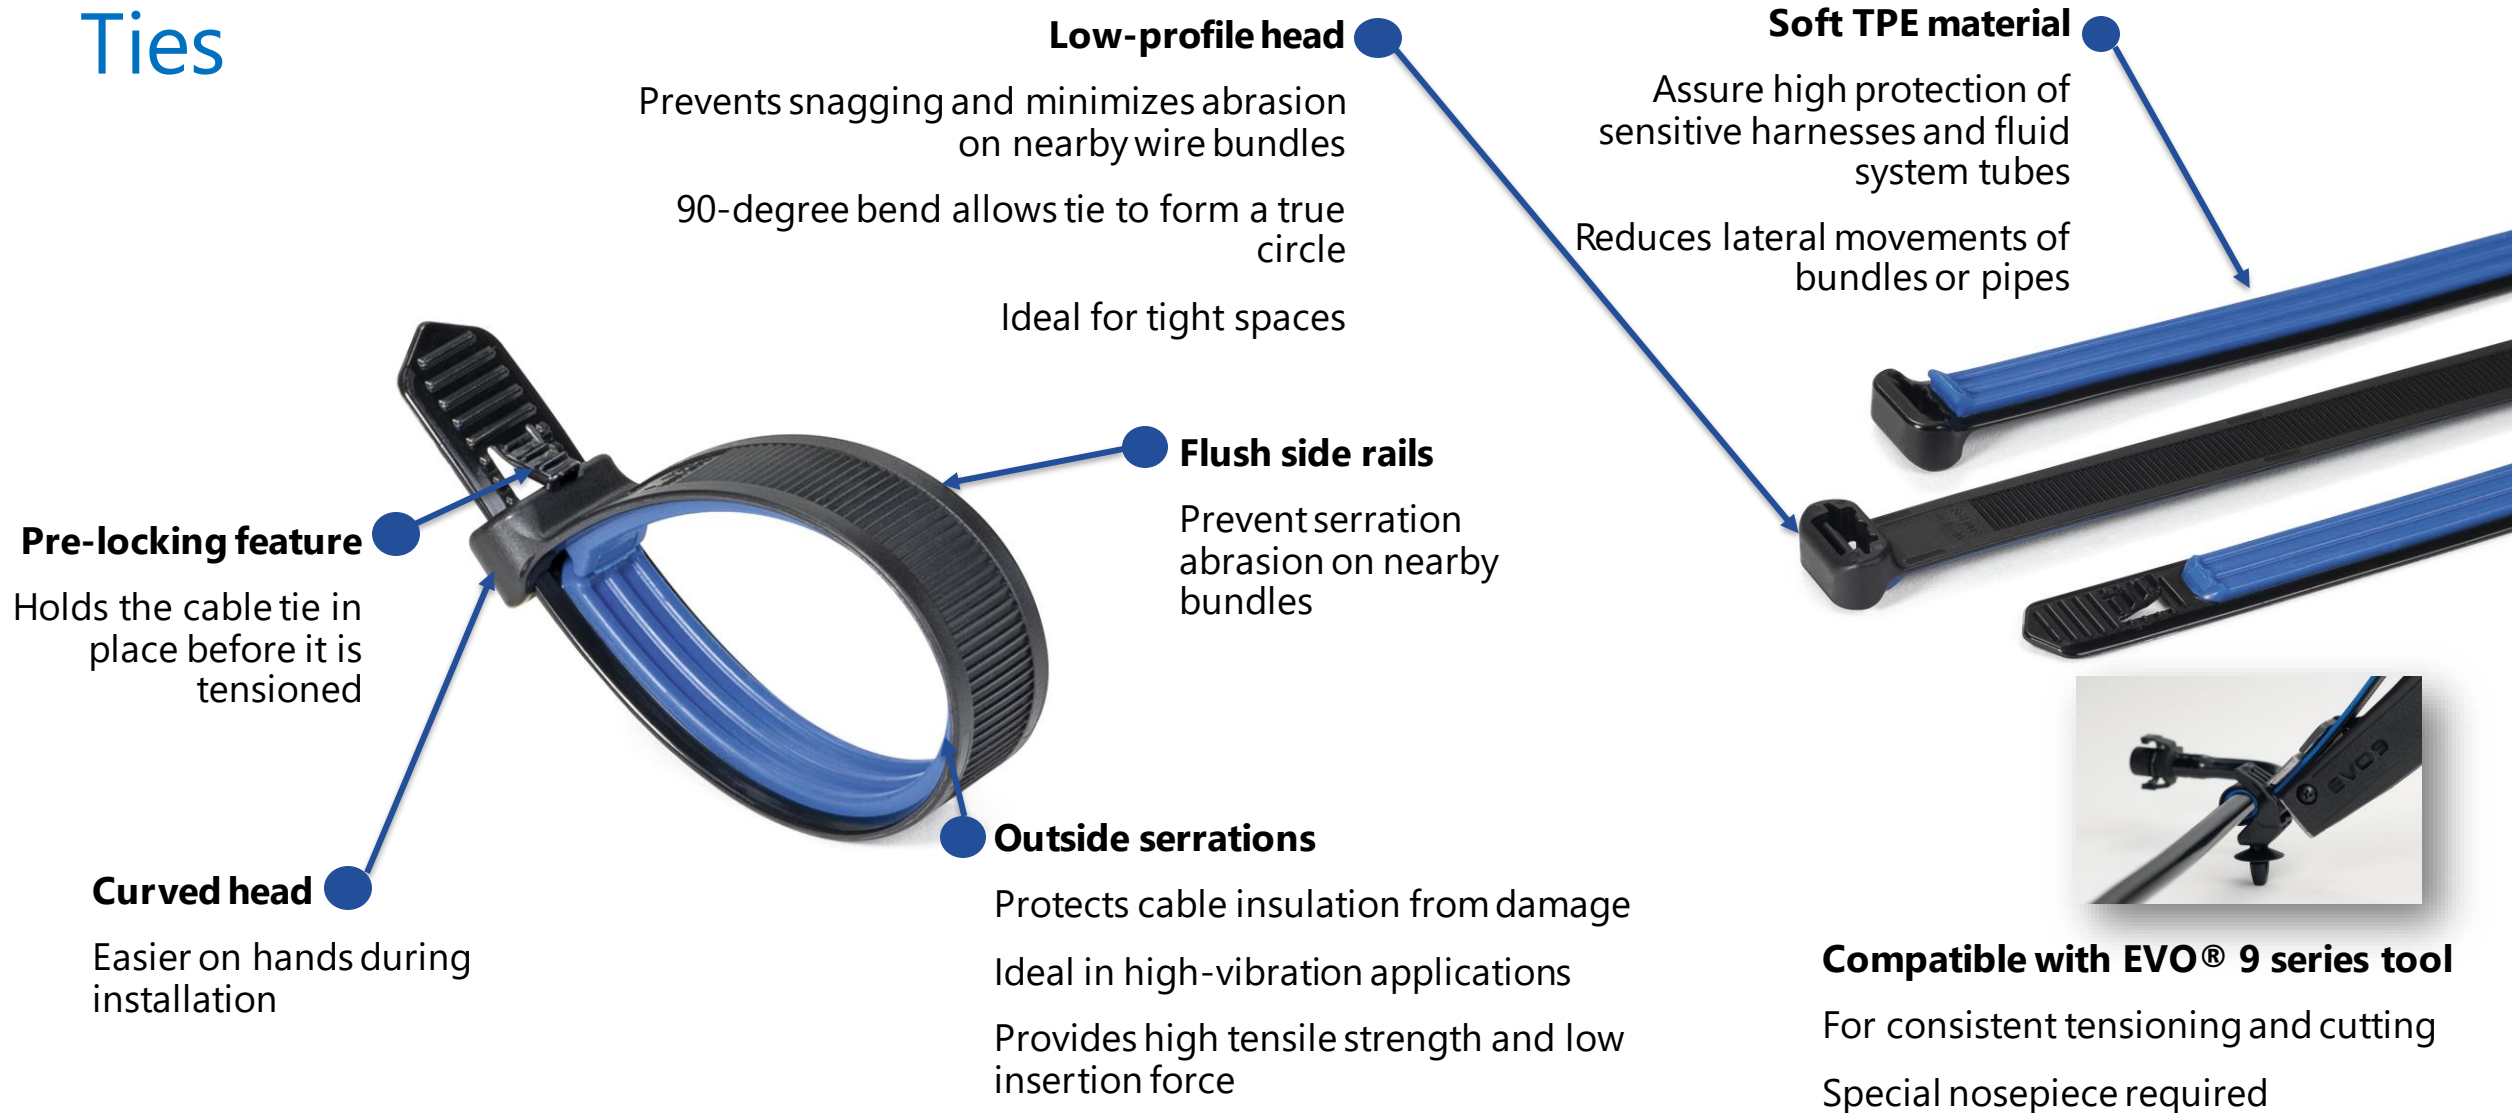 Ties
Low-profile head
Prevents snagging and minimizes abrasion
on nearby wire bundles
90-degree bend allows tie to form a true
circle
Ideal for tight spaces
Soft TPE material
Assure high protection of
sensitive harnesses and fluid
system tubes
Reduces lateral movements of
bundles or pipes
Flush side rails
Prevent serration
abrasion on nearby
bundles
Pre-locking feature
Holds the cable tie in
place before it is
tensioned
Curved head
Easier on hands during
installation
Outside serrations
Protects cable insulation from damage
Ideal in high-vibration applications
Provides high tensile strength and low
insertion force
EVO 9
Compatible with EVO® 9 series tool
For consistent tensioning and cutting
Special nosepiece required